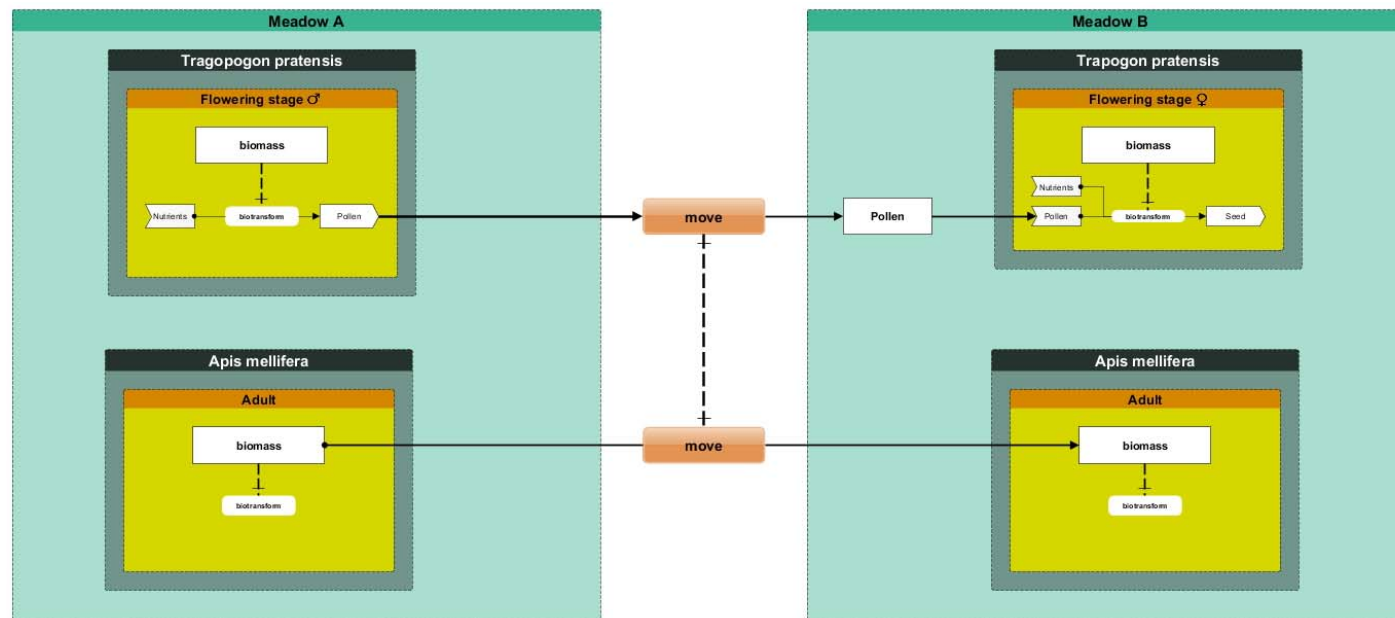 Meadow A
Tragopogon pratensis
Flowering stage ♂
biomass
Nutrients
biotransform
Pollen
Apis mellifera
Adult
biomass
biotransform
move
move
Meadow B
Pollen
Trapogon pratensis
Flowering stage ♀
biomass
Nutrients
Pollen
biotransform
Seed
Apis mellifera
Adult
biomass
biotransform